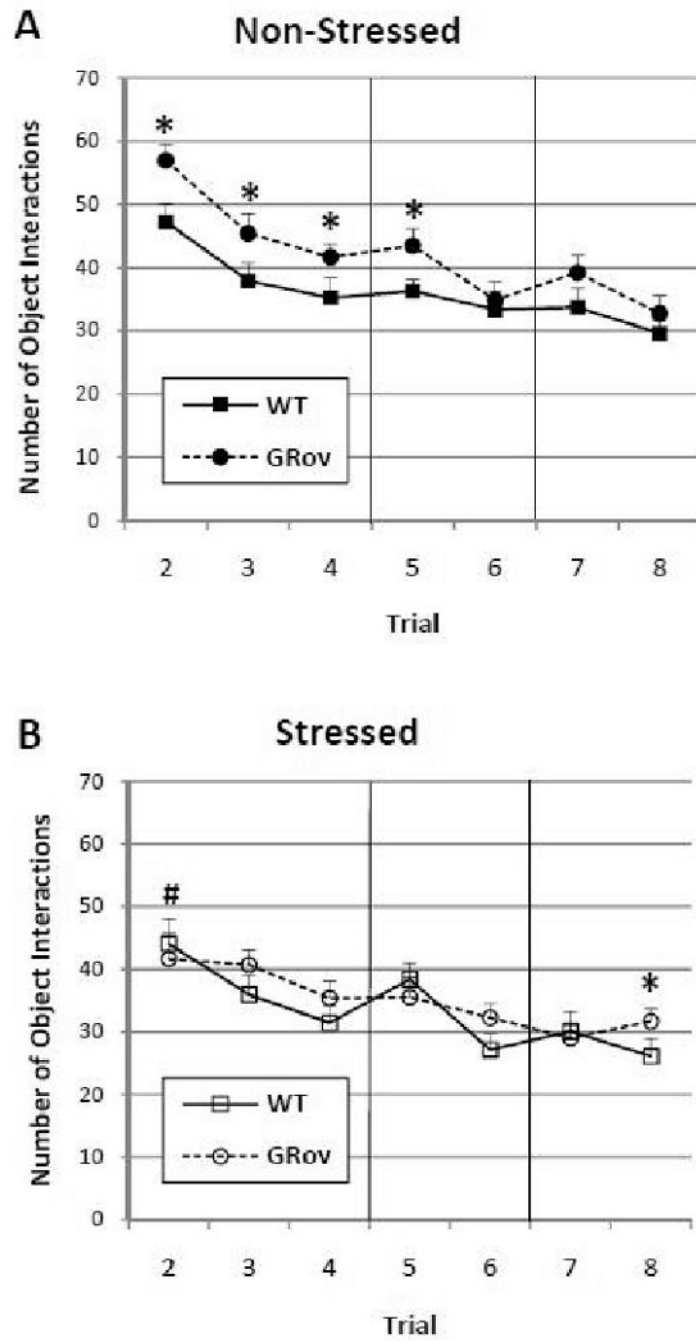 A
Non-Stressed
Number of Object Interactions
70
60
50
40
30
20
10
0
*
*
*
*
WT
GRov
2 3 4 5 6 7 8
Trial
B
Stressed
Number of Object Interactions
70
60
50
40
30
20
10
0
#
*
WT
GRov
2 3 4 5 6 7 8
Trial